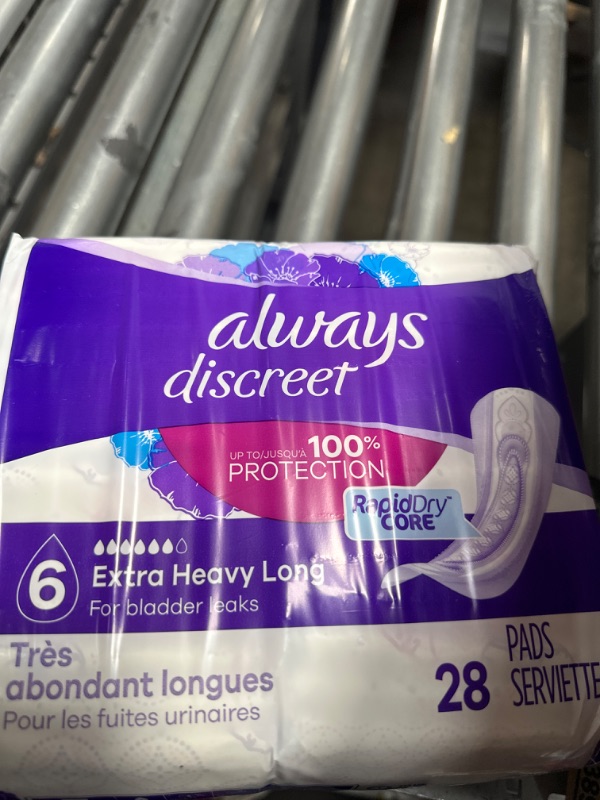 always
discreet
UP TO/JUSQU'À 100%
PROTECTION
RapidDry™
CORE
6
Extra Heavy Long
For bladder leaks
Très
abondant longues
Pour les fuites urinaires
28
PADS
SERVIETTE